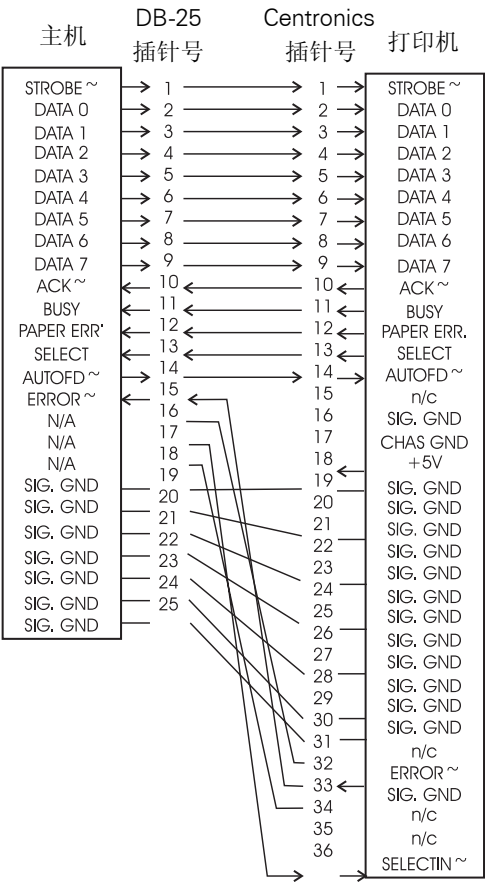 主机
DB-25
插针号
Centronics
插针号
打印机
STROBE ~
DATA 0
DATA 1
DATA 2
DATA 3
DATA 4
DATA 5
DATA 6
DATA 7
ACK ~
BUSY
PAPER ERR'
SELECT
AUTOFD ~
ERROR ~
N/A
N/A
N/A
SIG. GND
SIG. GND
SIG. GND
SIG. GND
SIG. GND
SIG. GND
SIG. GND
1
2
3
4
5
6
7
8
9
10
11
12
13
14
15
16
17
18
19
20
21
22
23
24
25
1
2
3
4
5
6
7
8
9
10
11
12
13
14
15
16
17
18
19
20
21
22
23
24
25
26
27
28
29
30
31
32
33
34
35
36
STROBE ~
DATA 0
DATA 1
DATA 2
DATA 3
DATA 4
DATA 5
DATA 6
DATA 7
ACK ~
BUSY
PAPER ERR.
SELECT
AUTOFD ~
n/c
SIG. GND
CHAS GND
+5V
SIG. GND
SIG. GND
SIG. GND
SIG. GND
SIG. GND
SIG. GND
SIG. GND
SIG. GND
SIG. GND
SIG. GND
SIG. GND
SIG. GND
n/c
ERROR ~
SIG. GND
n/c
n/c
SELECTIN ~